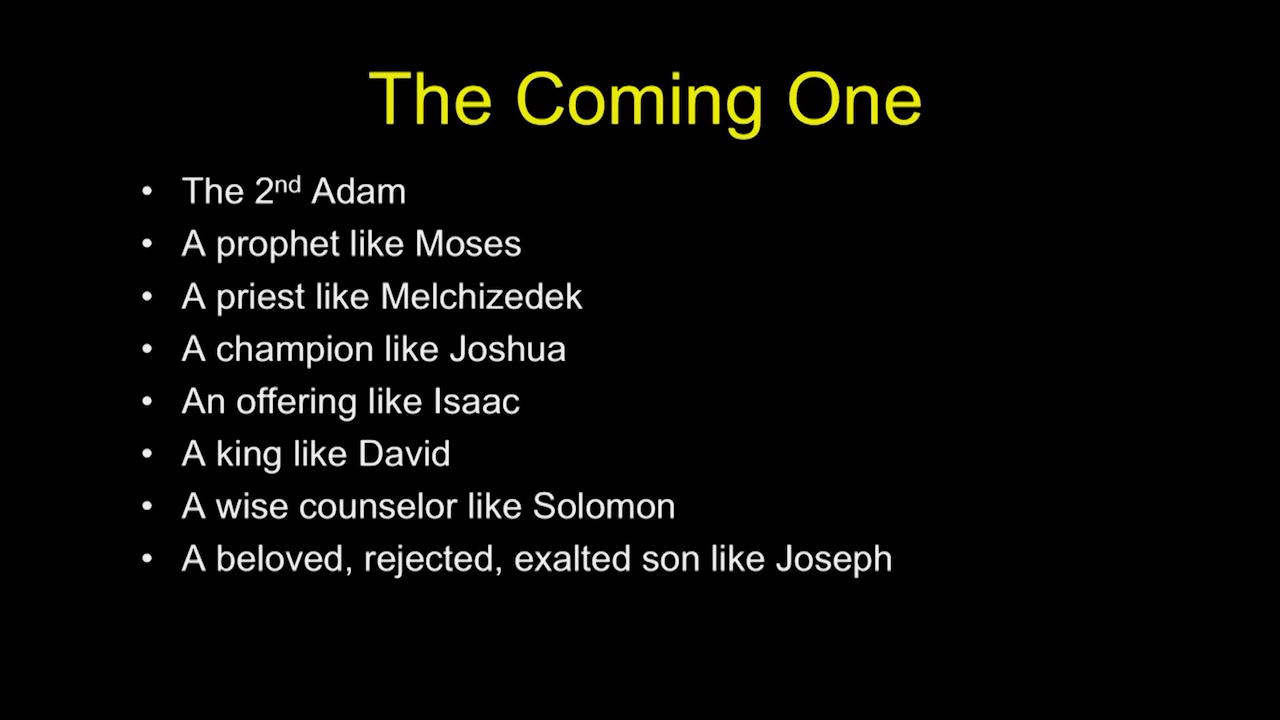 The Coming One
• The 2nd Adam
• A prophet like Moses
• A priest like Melchizedek
• A champion like Joshua
• An offering like Isaac
• A king like David
• A wise counselor like Solomon
• A beloved, rejected, exalted son like Joseph